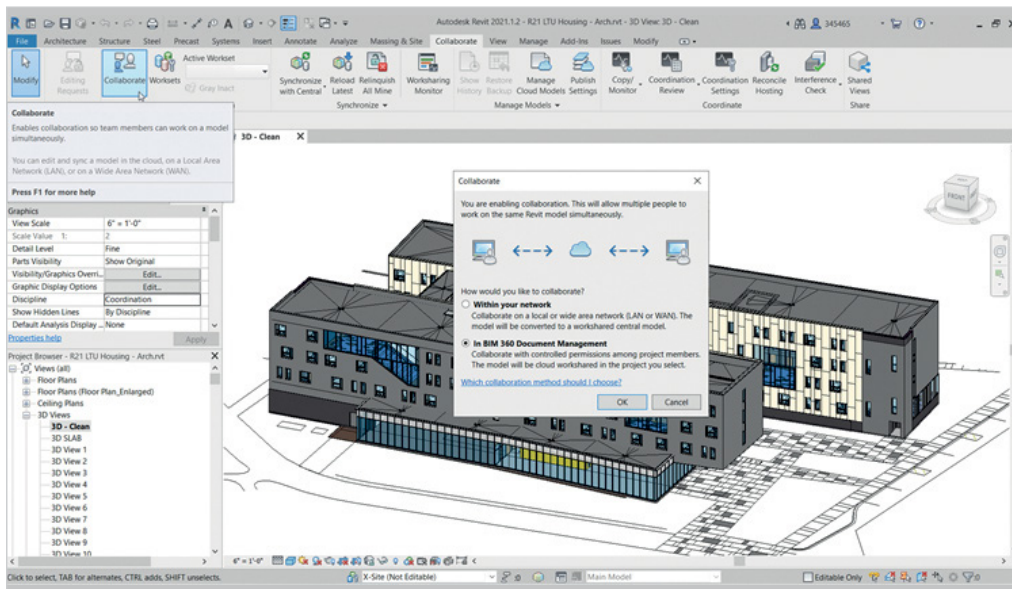 Autodesk Revit 2021.1.2 - R21 LTU Housing - Arch.rvt - 3D View: 3D - Clean
345465
File Architecture Structure Steel Precast Systems Insert Annotate Analyze Massing & Site Collaborate View Manage Add-Ins Issues Modify
Modify
Editing Requests
Collaborate
Worksets
Active Workset
Gray Inact
Synchronize with Central
Reload Latest
Relinquish All Mine
Worksharing Monitor
Show History
Restore Backup
Manage Cloud Models
Publish Settings
Copy/ Monitor
Coordination Review
Coordination Settings
Reconcile Hosting
Interference Check
Shared Views
Synchronize
Manage Models
Coordinate
Share
Collaborate
Enables collaboration so team members can work on a model
simultaneously.
You can edit and sync a model in the cloud, on a Local Area
Network (LAN), or on a Wide Area Network (WAN).
Press F1 for more help
3D - Clean X
Graphics
View Scale 6" = 1'-0"
Scale Value 1: 2
Detail Level Fine
Parts Visibility Show Original
Visibility/Graphics Overri... Edit...
Graphic Display Options Edit...
Discipline Coordination
Show Hidden Lines By Discipline
Default Analysis Display ... None
Properties help Apply
Project Browser - R21 LTU Housing - Arch.rvt X
Views (all)
Floor Plans
Floor Plans (Floor Plan_Enlarged)
Ceiling Plans
3D Views
3D - Clean
3D SLAB
3D View 1
3D View 2
3D View 3
3D View 4
3D View 5
3D View 6
3D View 7
3D View 8
3D View 9
3D View 10
Collaborate
You are enabling collaboration. This will allow multiple people to
work on the same Revit model simultaneously.
How would you like to collaborate?
Within your network
Collaborate on a local or wide area network (LAN or WAN). The
model will be converted to a workshared central model.
In BIM 360 Document Management
Collaborate with controlled permissions among project members.
The model will be cloud workshared in the project you select.
Which collaboration method should I choose?
OK Cancel
FRONT
6" = 1'-0"
Click to select, TAB for alternates, CTRL adds, SHIFT unselects.
X-Site (Not Editable)
:0
Main Model
Editable Only
:0